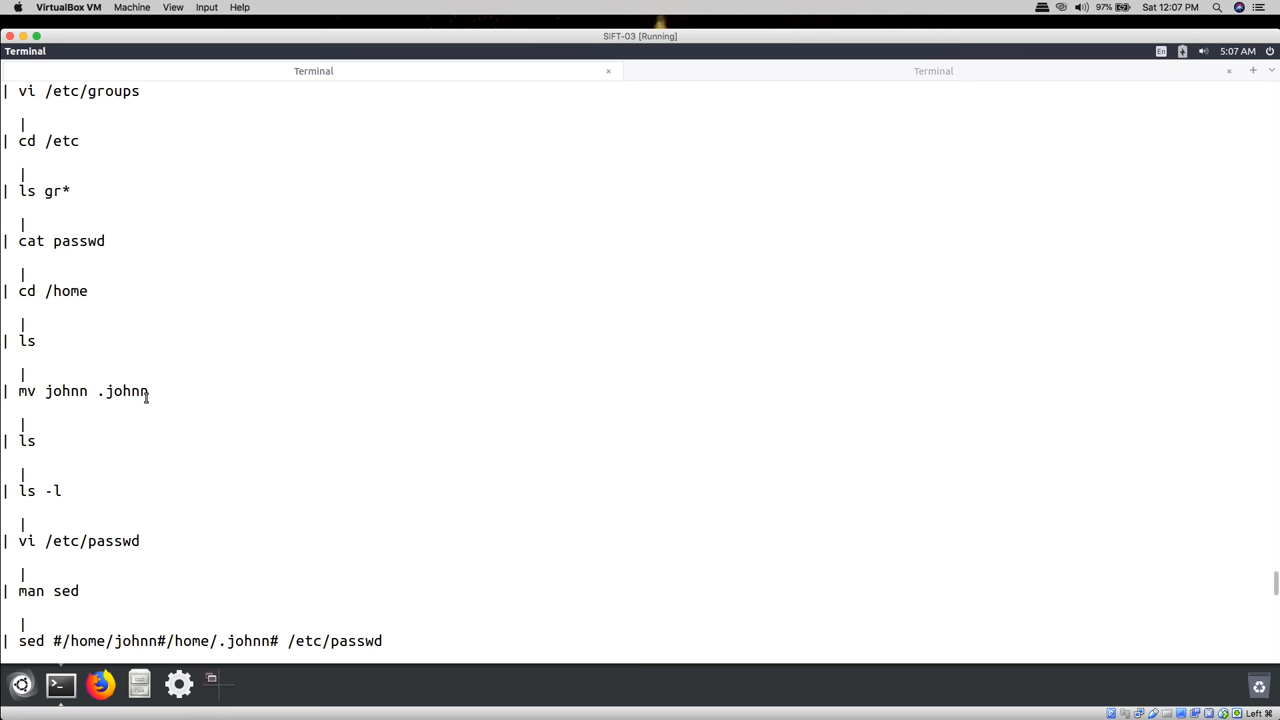 VirtualBox VM Machine View Input Help 97% Sat 12:07 PM
SIFT-03 [Running]
Terminal En 5:07 AM
Terminal × Terminal × +
| vi /etc/groups
|
| cd /etc
|
| ls gr*
|
| cat passwd
|
| cd /home
|
| ls
|
| mv johnn .johnn
|
| ls
|
| ls -l
|
| vi /etc/passwd
|
| man sed
|
| sed #/home/johnn#/home/.johnn# /etc/passwd
Left ⌘